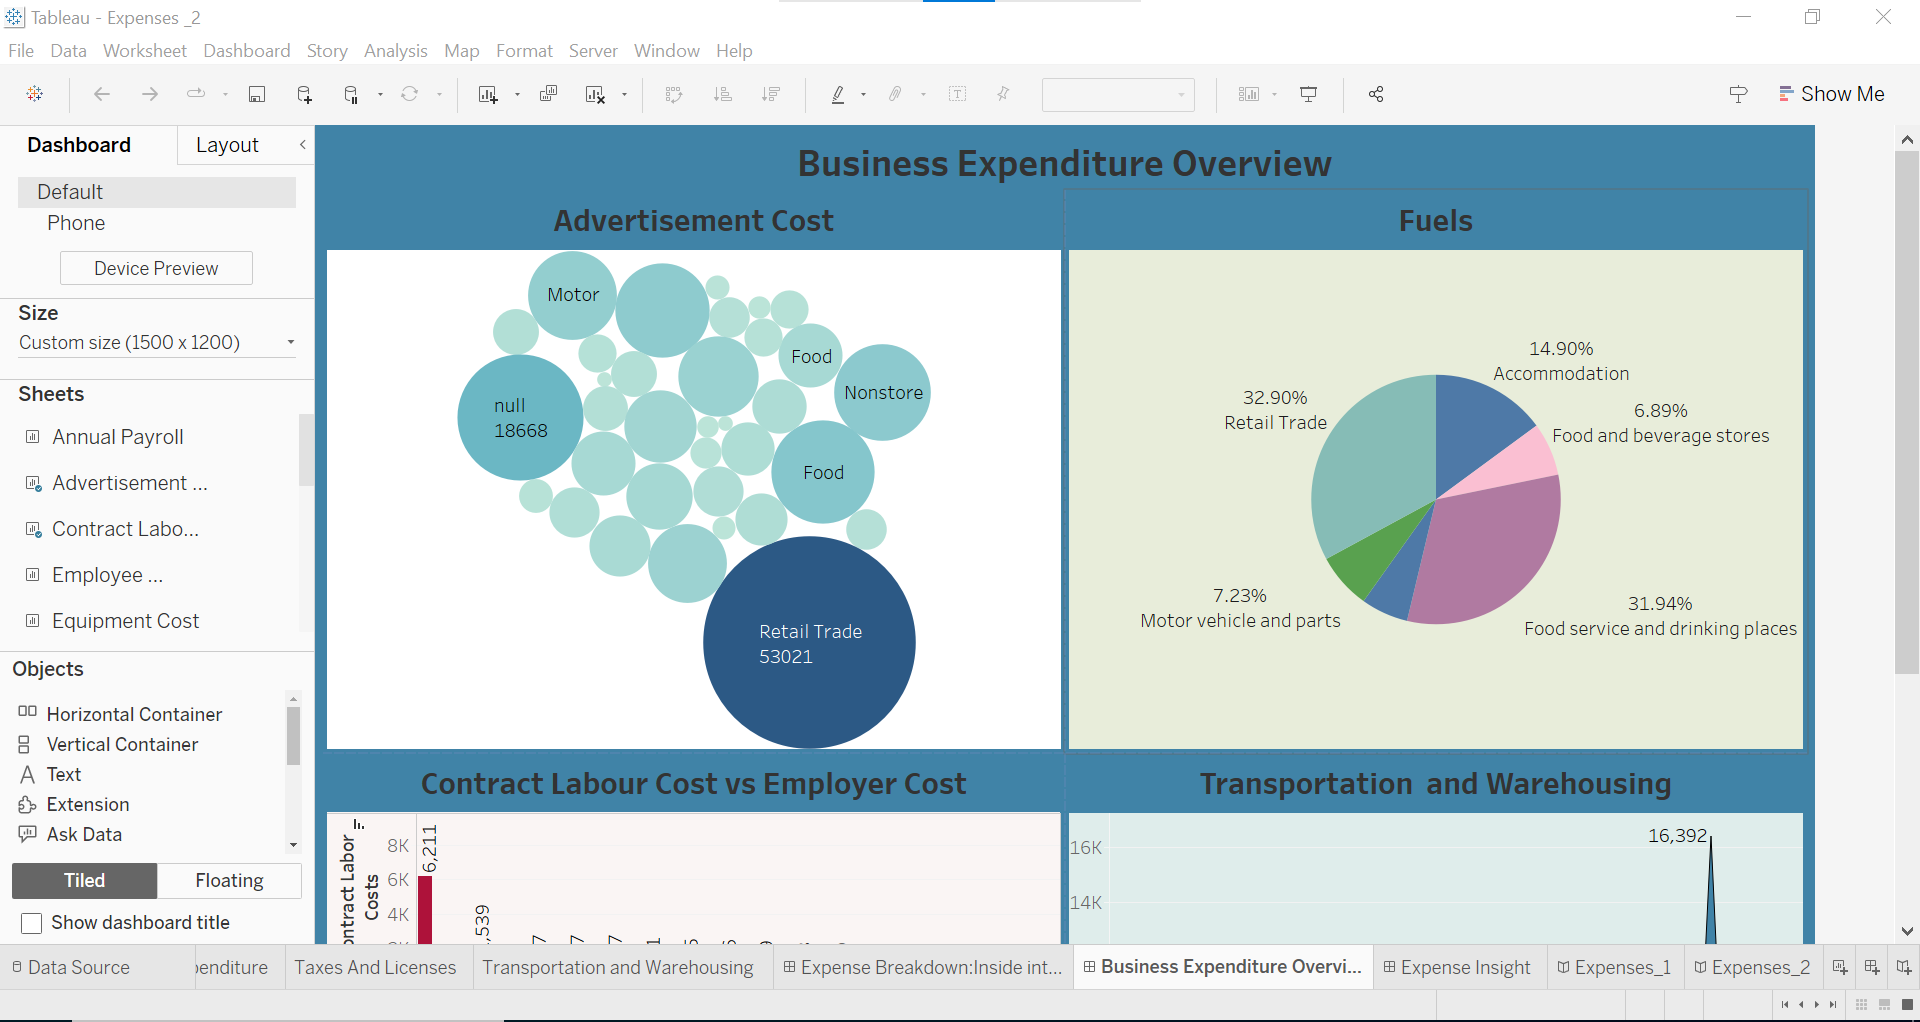 Tableau - Expenses _2
File Data Worksheet Dashboard Story Analysis Map Format Server Window Help
Show Me
Dashboard
Layout
Default
Phone
Device Preview
Size
Custom size (1500 x 1200)
Sheets
Annual Payroll
Advertisement ...
Contract Labo...
Employee ...
Equipment Cost
Objects
Horizontal Container
Vertical Container
Text
Extension
Ask Data
Tiled
Floating
Show dashboard title
Business Expenditure Overview
Advertisement Cost
Motor
Food
Nonstore
null
18668
Food
Retail Trade
53021
Fuels
14.90%
Accommodation
32.90%
Retail Trade
6.89%
Food and beverage stores
7.23%
Motor vehicle and parts
31.94%
Food service and drinking places
Contract Labour Cost vs Employer Cost
ontract Labor
Costs
8K
6K
4K
6,211
,539
Transportation  and Warehousing
16K
14K
16,392
Data Source
penditure
Taxes And Licenses
Transportation and Warehousing
Expense Breakdown:Inside int...
Business Expenditure Overvi...
Expense Insight
Expenses_1
Expenses_2